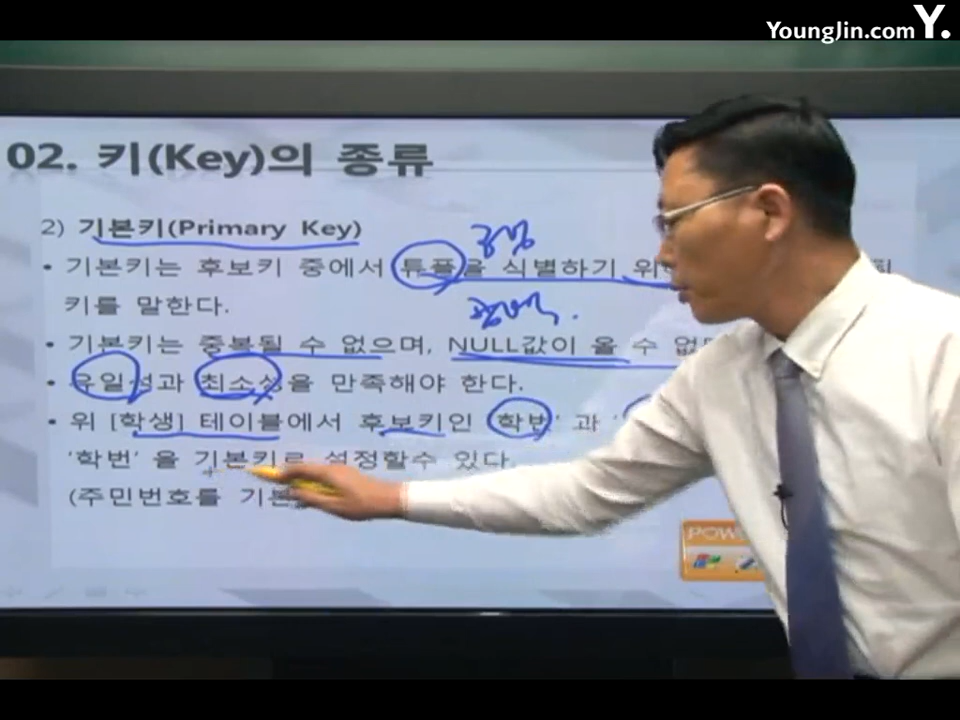 YoungJin.com Y.
02. 키(Key)의 종류
2) 기본키(Primary Key)
• 기본키는 후보키 중에서 튜플을 식별하기
키를 말한다.
• 기본키는 중복될 수 없으며, NULL값이 올 수
• 유일성과 최소성을 만족해야 한다.
• 위 [학생] 테이블에서 후보키인 '학번' 과
'학번' 을 기본키로 설정할수 있다.
(주민번호를
POW